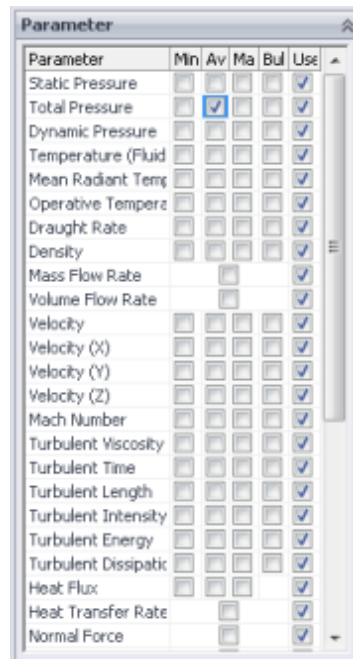 Parameter
Parameter Min Av Ma Bul Use
Static Pressure
Total Pressure
Dynamic Pressure
Temperature (Fluid
Mean Radiant Temp
Operative Tempera
Draught Rate
Density
Mass Flow Rate
Volume Flow Rate
Velocity
Velocity (X)
Velocity (Y)
Velocity (Z)
Mach Number
Turbulent Viscosity
Turbulent Time
Turbulent Length
Turbulent Intensity
Turbulent Energy
Turbulent Dissipatic
Heat Flux
Heat Transfer Rate
Normal Force